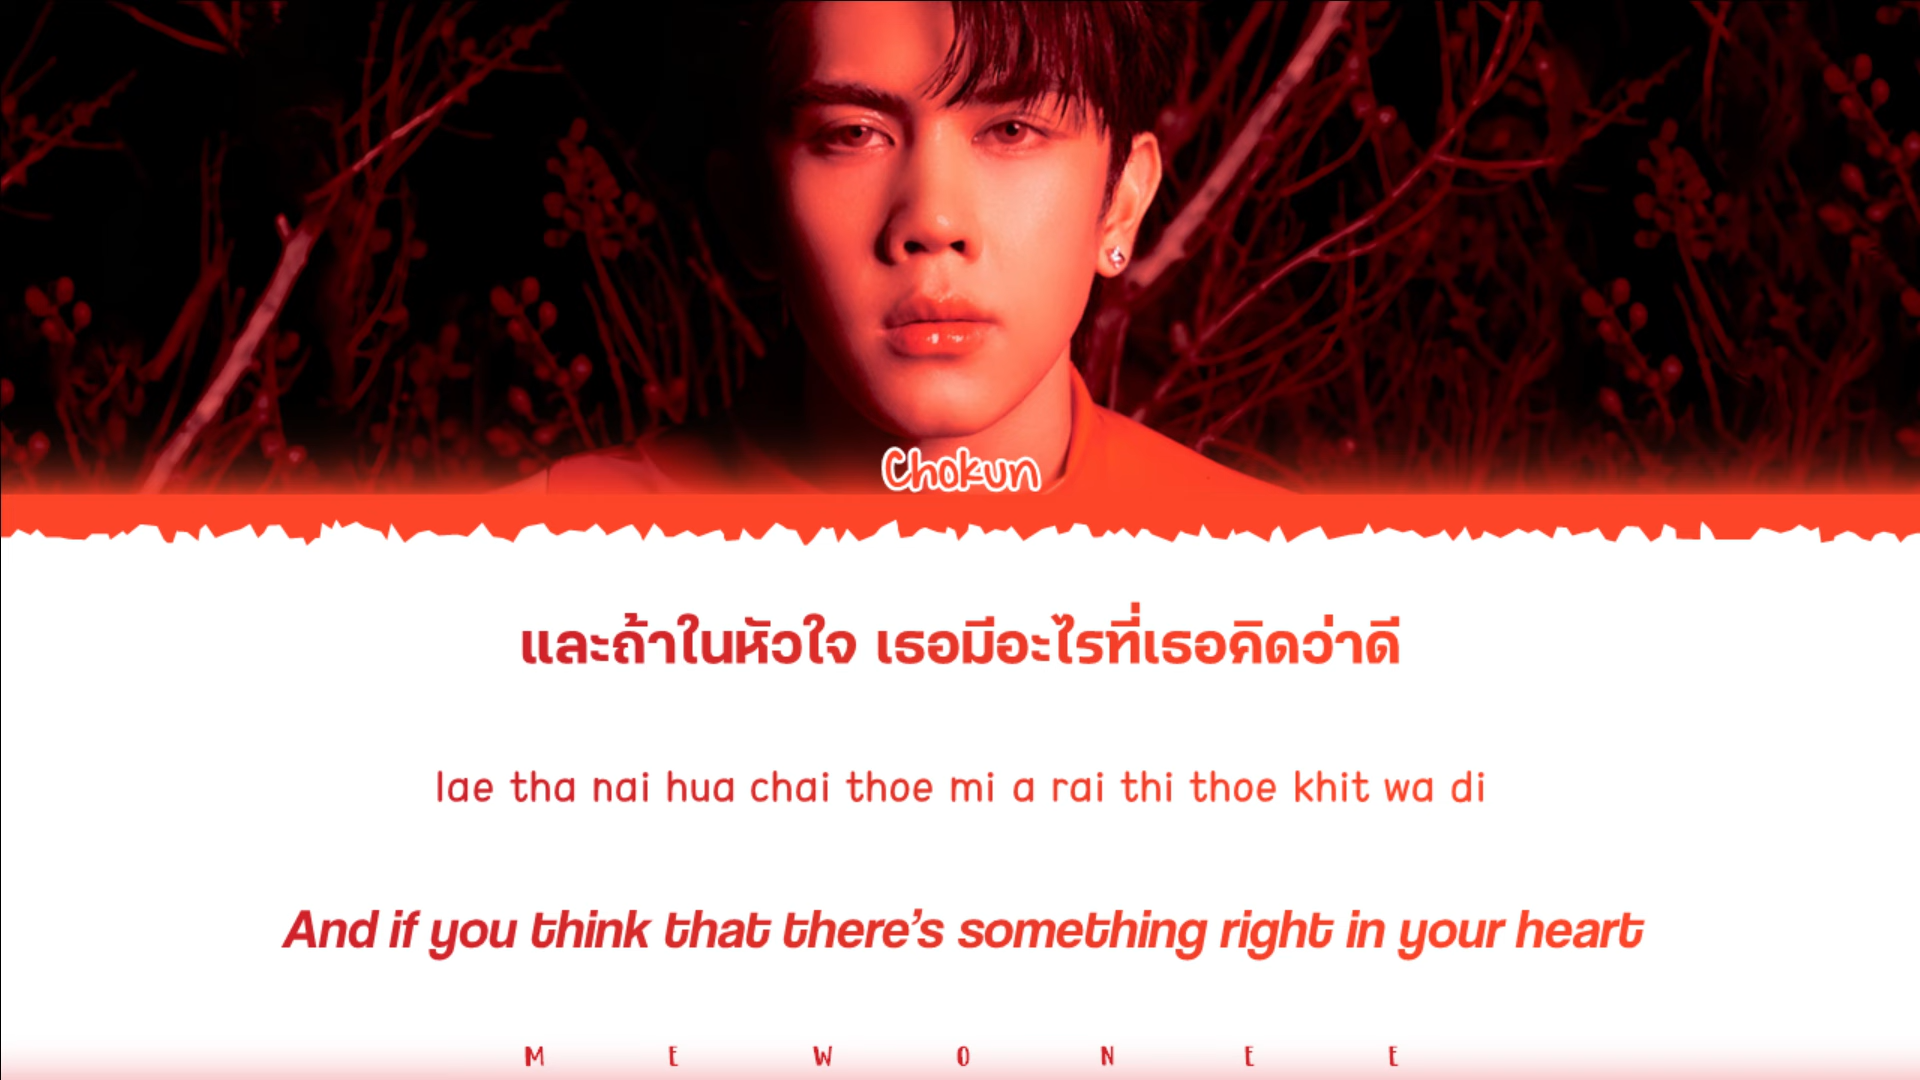 Chokun
และถ้าในหัวใจ เธอมีอะไรที่เธอคิดว่าดี
lae tha nai hua chai thoe mi a rai thi thoe khit wa di
And if you think that there's something right in your heart
M E W O N E E